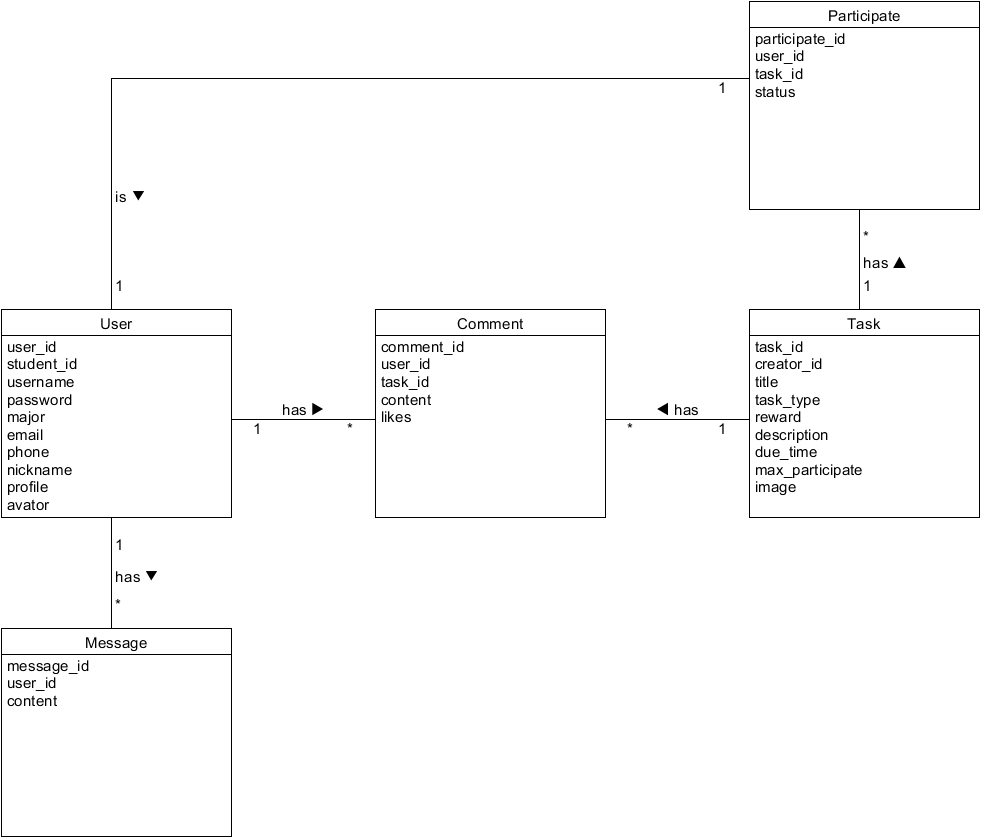 Participate
participate_id
user_id
task_id
status
1
is ▼
1
*
has ▲
1
User
user_id
student_id
username
password
major
email
phone
nickname
profile
avator
has ▶
1
*
Comment
comment_id
user_id
task_id
content
likes
◀ has
*
1
Task
task_id
creator_id
title
task_type
reward
description
due_time
max_participate
image
1
has ▼
*
Message
message_id
user_id
content